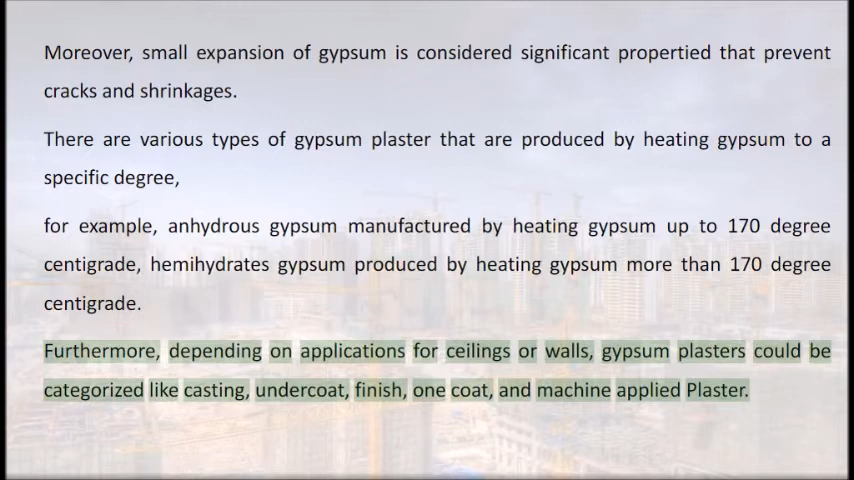 Moreover, small expansion of gypsum is considered significant propertied that prevent
cracks and shrinkages.
There are various types of gypsum plaster that are produced by heating gypsum to a
specific degree,
for example, anhydrous gypsum manufactured by heating gypsum up to 170 degree
centigrade, hemihydrates gypsum produced by heating gypsum more than 170 degree
centigrade.
Furthermore, depending on applications for ceilings or walls, gypsum plasters could be
categorized like casting, undercoat, finish, one coat, and machine applied Plaster.